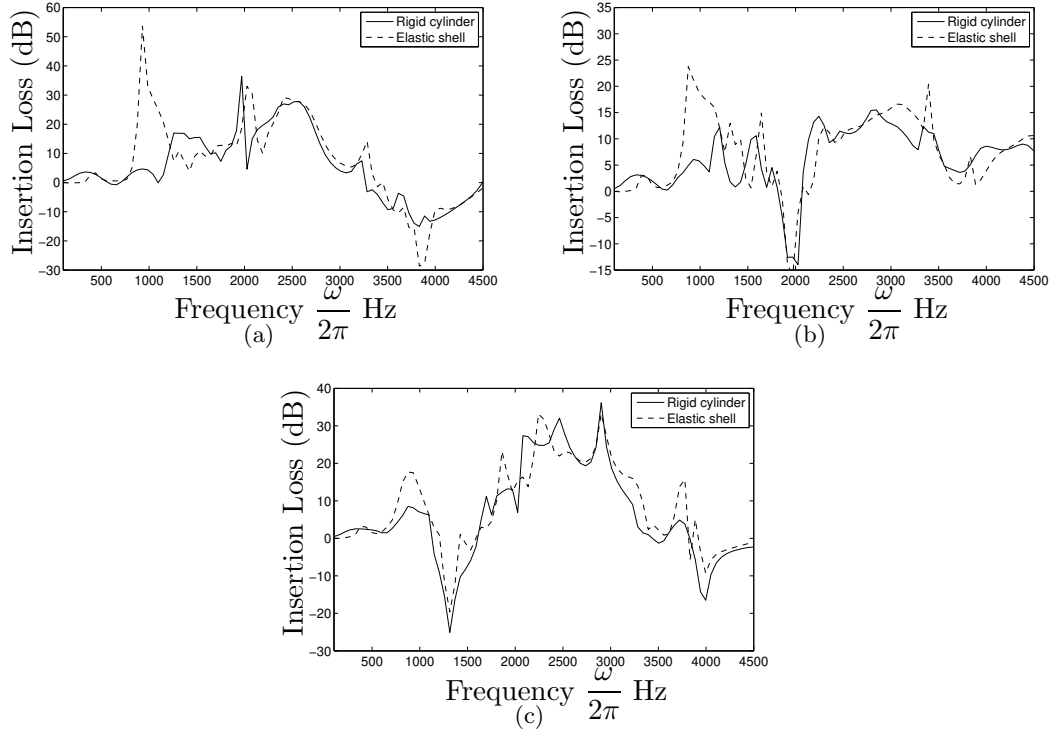 60
50
40
30
20
10
0
−10
−20
−30
500 1000 1500 2000 2500 3000 3500 4000 4500
Insertion Loss (dB)
Frequency ω/2π Hz
Rigid cylinder
Elastic shell
(a)
35
30
25
20
15
10
5
0
−5
−10
−15
500 1000 1500 2000 2500 3000 3500 4000 4500
Insertion Loss (dB)
Frequency ω/2π Hz
Rigid cylinder
Elastic shell
(b)
40
30
20
10
0
−10
−20
−30
500 1000 1500 2000 2500 3000 3500 4000 4500
Insertion Loss (dB)
Frequency ω/2π Hz
Rigid cylinder
Elastic shell
(c)